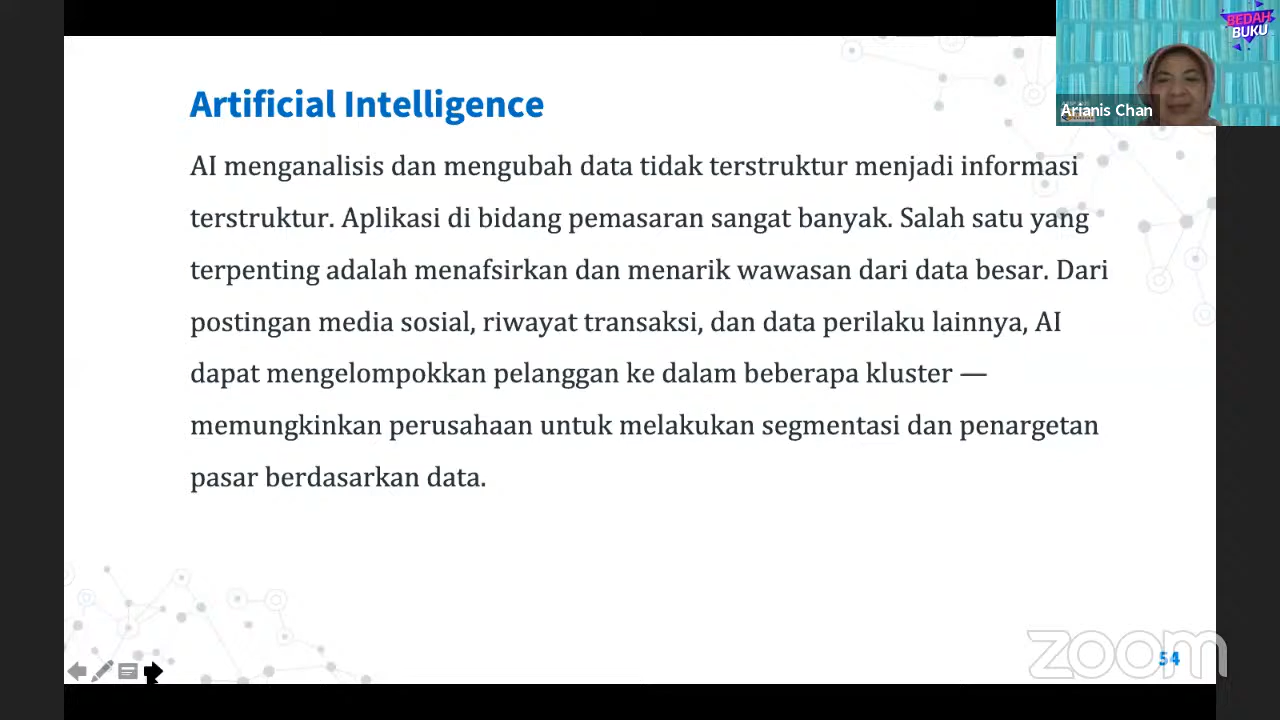 BEDAH
BUKU
Arianis Chan
Artificial Intelligence
AI menganalisis dan mengubah data tidak terstruktur menjadi informasi
terstruktur. Aplikasi di bidang pemasaran sangat banyak. Salah satu yang
terpenting adalah menafsirkan dan menarik wawasan dari data besar. Dari
postingan media sosial, riwayat transaksi, dan data perilaku lainnya, AI
dapat mengelompokkan pelanggan ke dalam beberapa kluster —
memungkinkan perusahaan untuk melakukan segmentasi dan penargetan
pasar berdasarkan data.
zoom
54